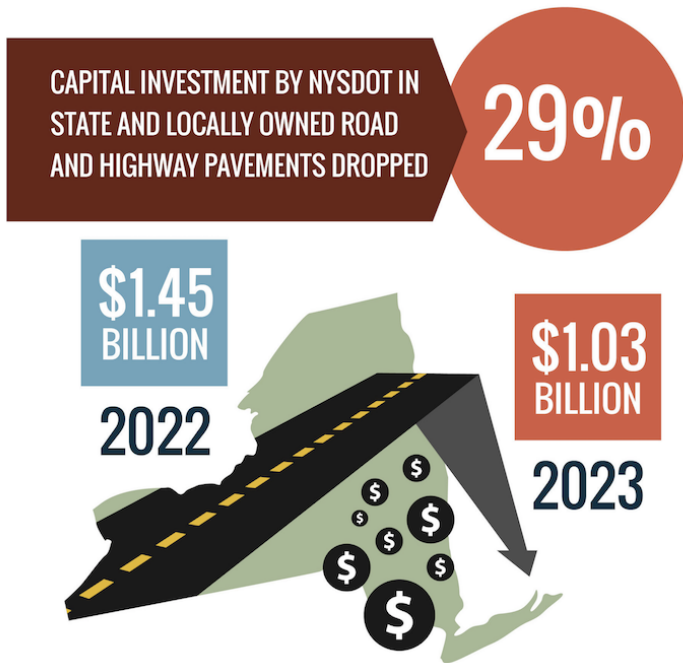 CAPITAL INVESTMENT BY NYSDOT IN
STATE AND LOCALLY OWNED ROAD
AND HIGHWAY PAVEMENTS DROPPED
29%
$1.45
BILLION
2022
$1.03
BILLION
2023
$
$
$
$
$
$
$
$